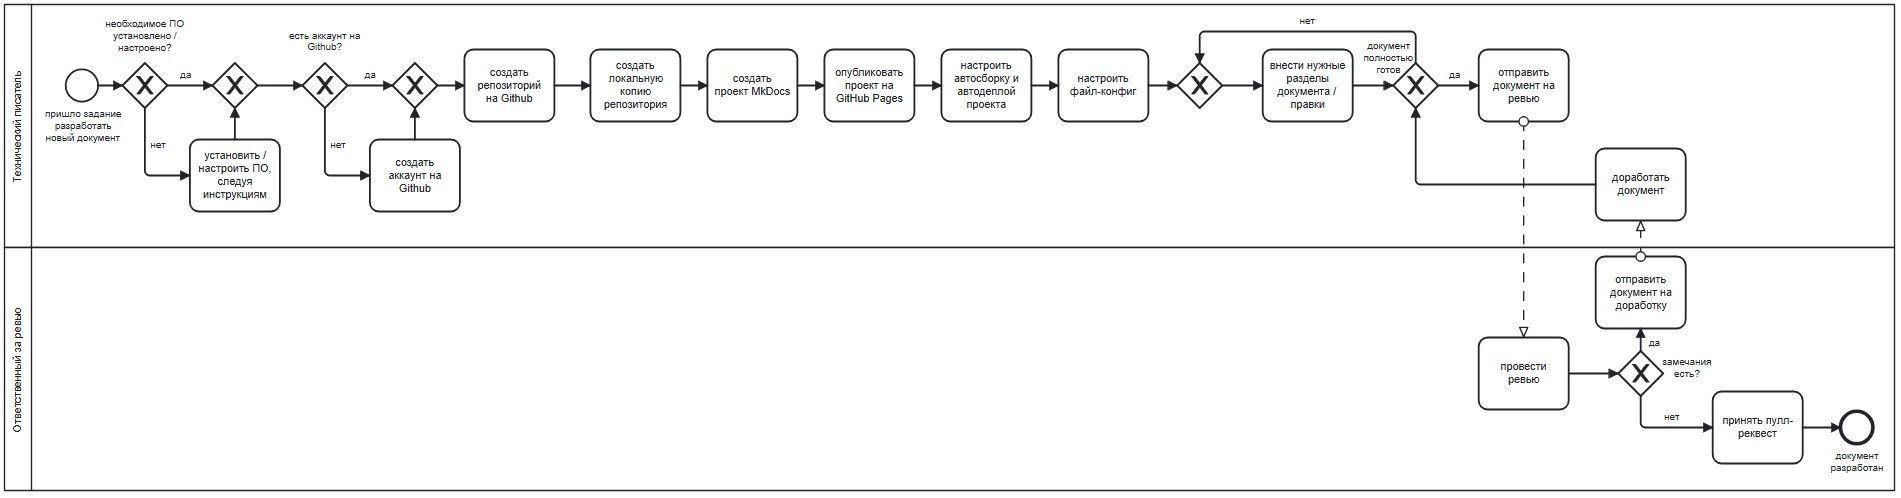 Технический писатель
пришло задание
разработать
новый документ
необходимое ПО
установлено /
настроено?
да
нет
установить /
настроить ПО,
следуя
инструкциям
есть аккаунт на
Github?
да
нет
создать
аккаунт на
Github
создать
репозиторий
на Github
создать
локальную
копию
репозитория
создать
проект MkDocs
опубликовать
проект на
GitHub Pages
настроить
автосборку и
автодеплой
проекта
настроить
файл-конфиг
нет
внести нужные
разделы
документа /
правки
документ
полностью
готов
да
отправить
документ на
ревью
доработать
документ
Ответственный за ревью
отправить
документ на
доработку
да
замечания
есть?
провести
ревью
нет
принять пулл-
реквест
документ
разработан